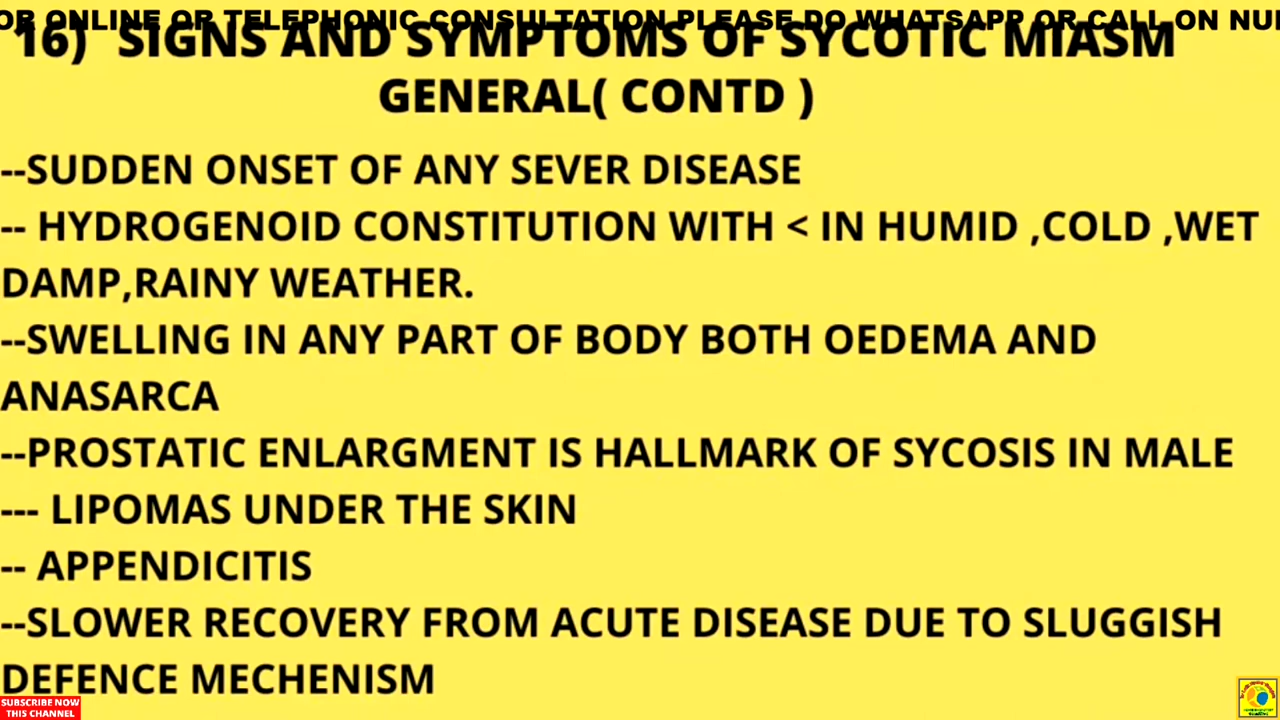 OR ONLINE OR TELEPHONIC CONSULTATION PLEASE DO WHATSAPP OR CALL ON NUI
16) SIGNS AND SYMPTOMS OF SYCOTIC MIASM
GENERAL( CONTD )
--SUDDEN ONSET OF ANY SEVER DISEASE
-- HYDROGENOID CONSTITUTION WITH < IN HUMID ,COLD ,WET
DAMP,RAINY WEATHER.
--SWELLING IN ANY PART OF BODY BOTH OEDEMA AND
ANASARCA
--PROSTATIC ENLARGMENT IS HALLMARK OF SYCOSIS IN MALE
--- LIPOMAS UNDER THE SKIN
-- APPENDICITIS
--SLOWER RECOVERY FROM ACUTE DISEASE DUE TO SLUGGISH
DEFENCE MECHENISM
SUBSCRIBE NOW
THIS CHANNEL